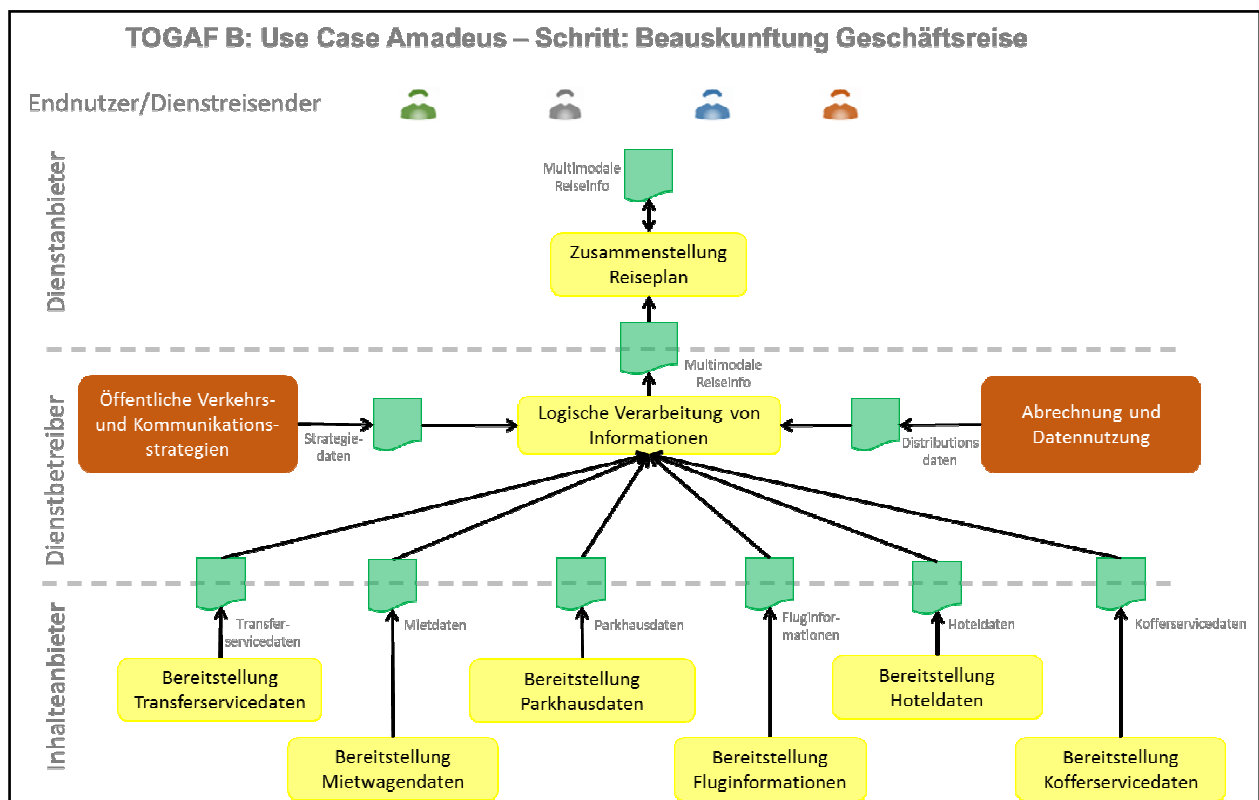 TOGAF B: Use Case Amadeus – Schritt: Beauskunftung Geschäftsreise
Endnutzer/Dienstreisender
Dienstanbieter
Multimodale
Reiseinfo
Zusammenstellung
Reiseplan
Multimodale
Reiseinfo
Dienstbetreiber
Öffentliche Verkehrs-
und Kommunikations-
strategien
Strategie-
daten
Logische Verarbeitung von
Informationen
Distributions
daten
Abrechnung und
Datennutzung
Inhalteanbieter
Transfer-
servicedaten
Mietdaten
Parkhausdaten
Fluginfor-
mationen
Hoteldaten
Kofferservicedaten
Bereitstellung
Transferservicedaten
Bereitstellung
Parkhausdaten
Bereitstellung
Hoteldaten
Bereitstellung
Mietwagendaten
Bereitstellung
Fluginformationen
Bereitstellung
Kofferservicedaten